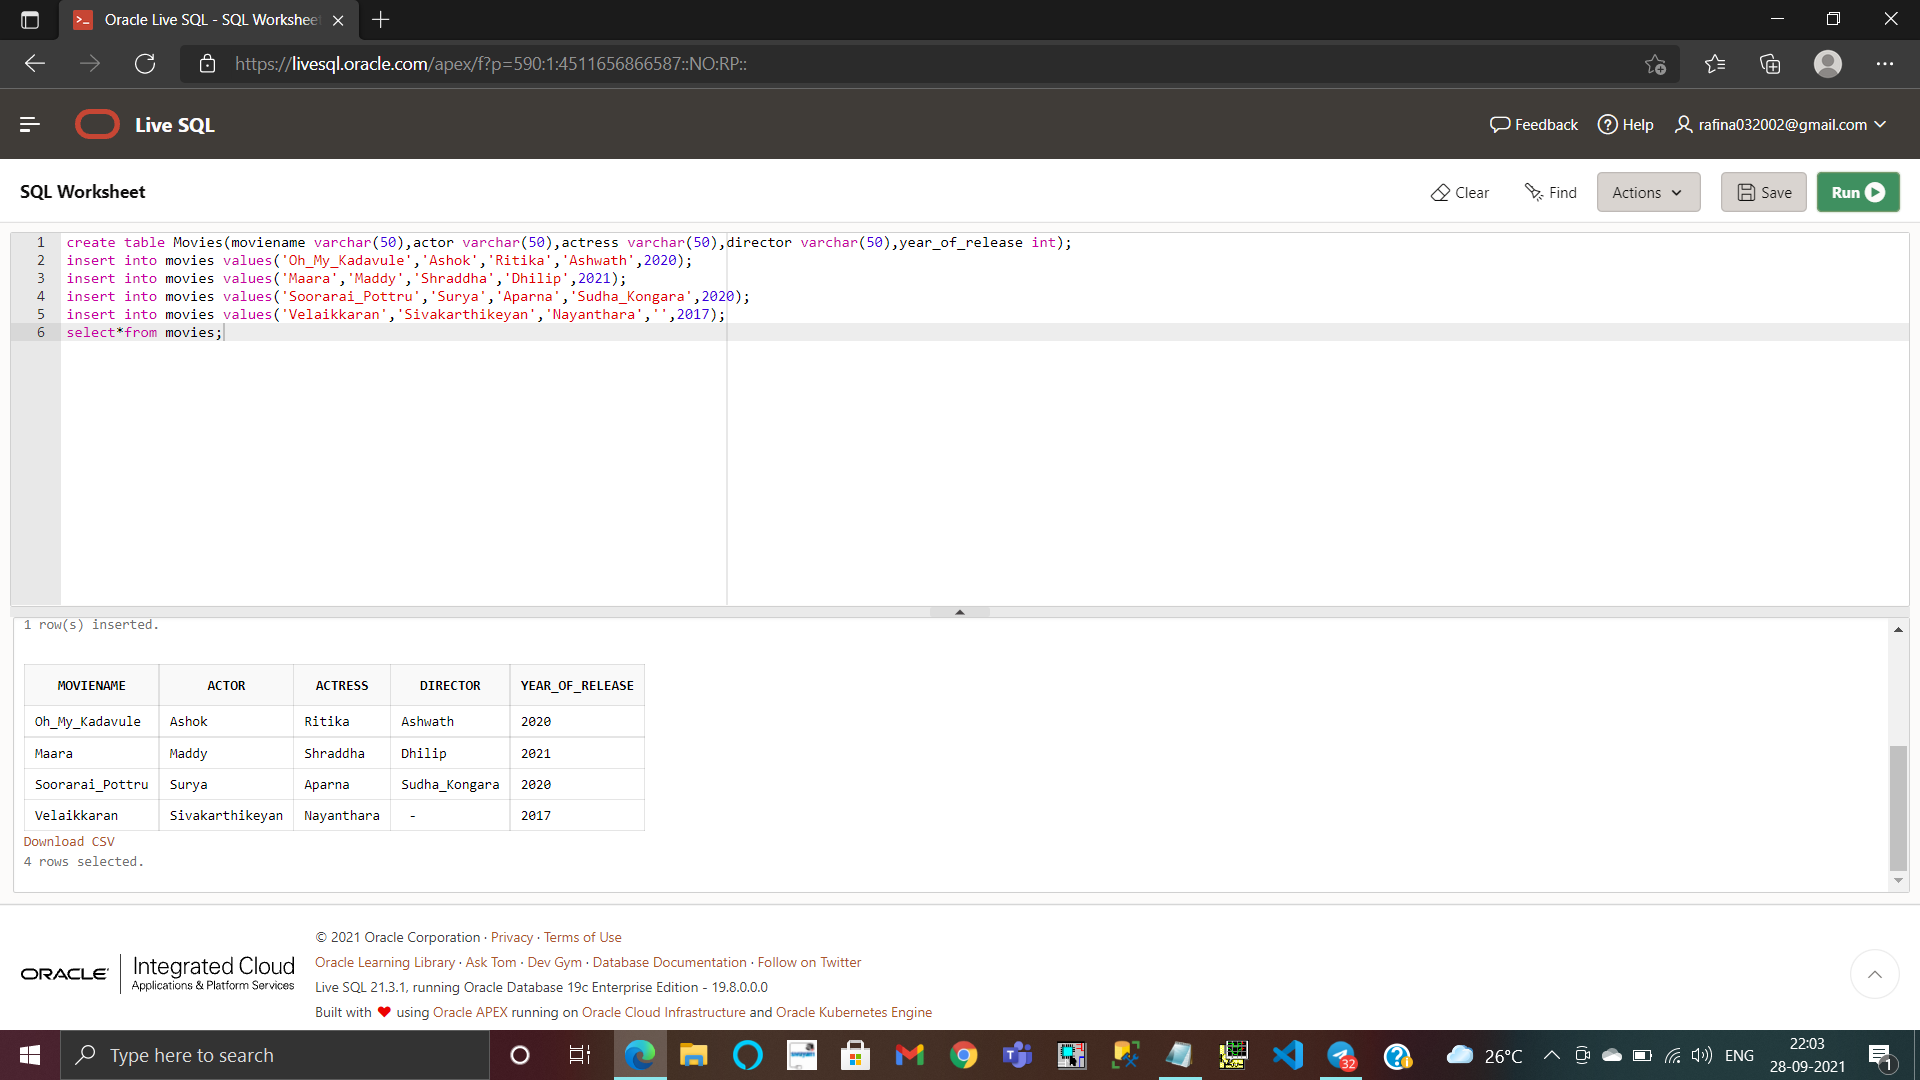 Oracle Live SQL - SQL Worksheet
https://livesql.oracle.com/apex/f?p=590:1:4511656866587::NO:RP::
Live SQL
Feedback
Help
rafina032002@gmail.com
SQL Worksheet
Clear
Find
Actions
Save
Run
1 create table Movies(moviename varchar(50),actor varchar(50),actress varchar(50),director varchar(50),year_of_release int);
2 insert into movies values('Oh_My_Kadavule','Ashok','Ritika','Ashwath',2020);
3 insert into movies values('Maara','Maddy','Shraddha','Dhilip',2021);
4 insert into movies values('Soorarai_Pottru','Surya','Aparna','Sudha_Kongara',2020);
5 insert into movies values('Velaikkaran','Sivakarthikeyan','Nayanthara','',2017);
6 select*from movies;
1 row(s) inserted.
MOVIENAME ACTOR ACTRESS DIRECTOR YEAR_OF_RELEASE
Oh_My_Kadavule Ashok Ritika Ashwath 2020
Maara Maddy Shraddha Dhilip 2021
Soorarai_Pottru Surya Aparna Sudha_Kongara 2020
Velaikkaran Sivakarthikeyan Nayanthara - 2017
Download CSV
4 rows selected.
© 2021 Oracle Corporation · Privacy · Terms of Use
Oracle Learning Library · Ask Tom · Dev Gym · Database Documentation · Follow on Twitter
Live SQL 21.3.1, running Oracle Database 19c Enterprise Edition - 19.8.0.0.0
Built with ❤ using Oracle APEX running on Oracle Cloud Infrastructure and Oracle Kubernetes Engine
ORACLE
Integrated Cloud
Applications & Platform Services
Type here to search
32
26°C
ENG
22:03
28-09-2021
1